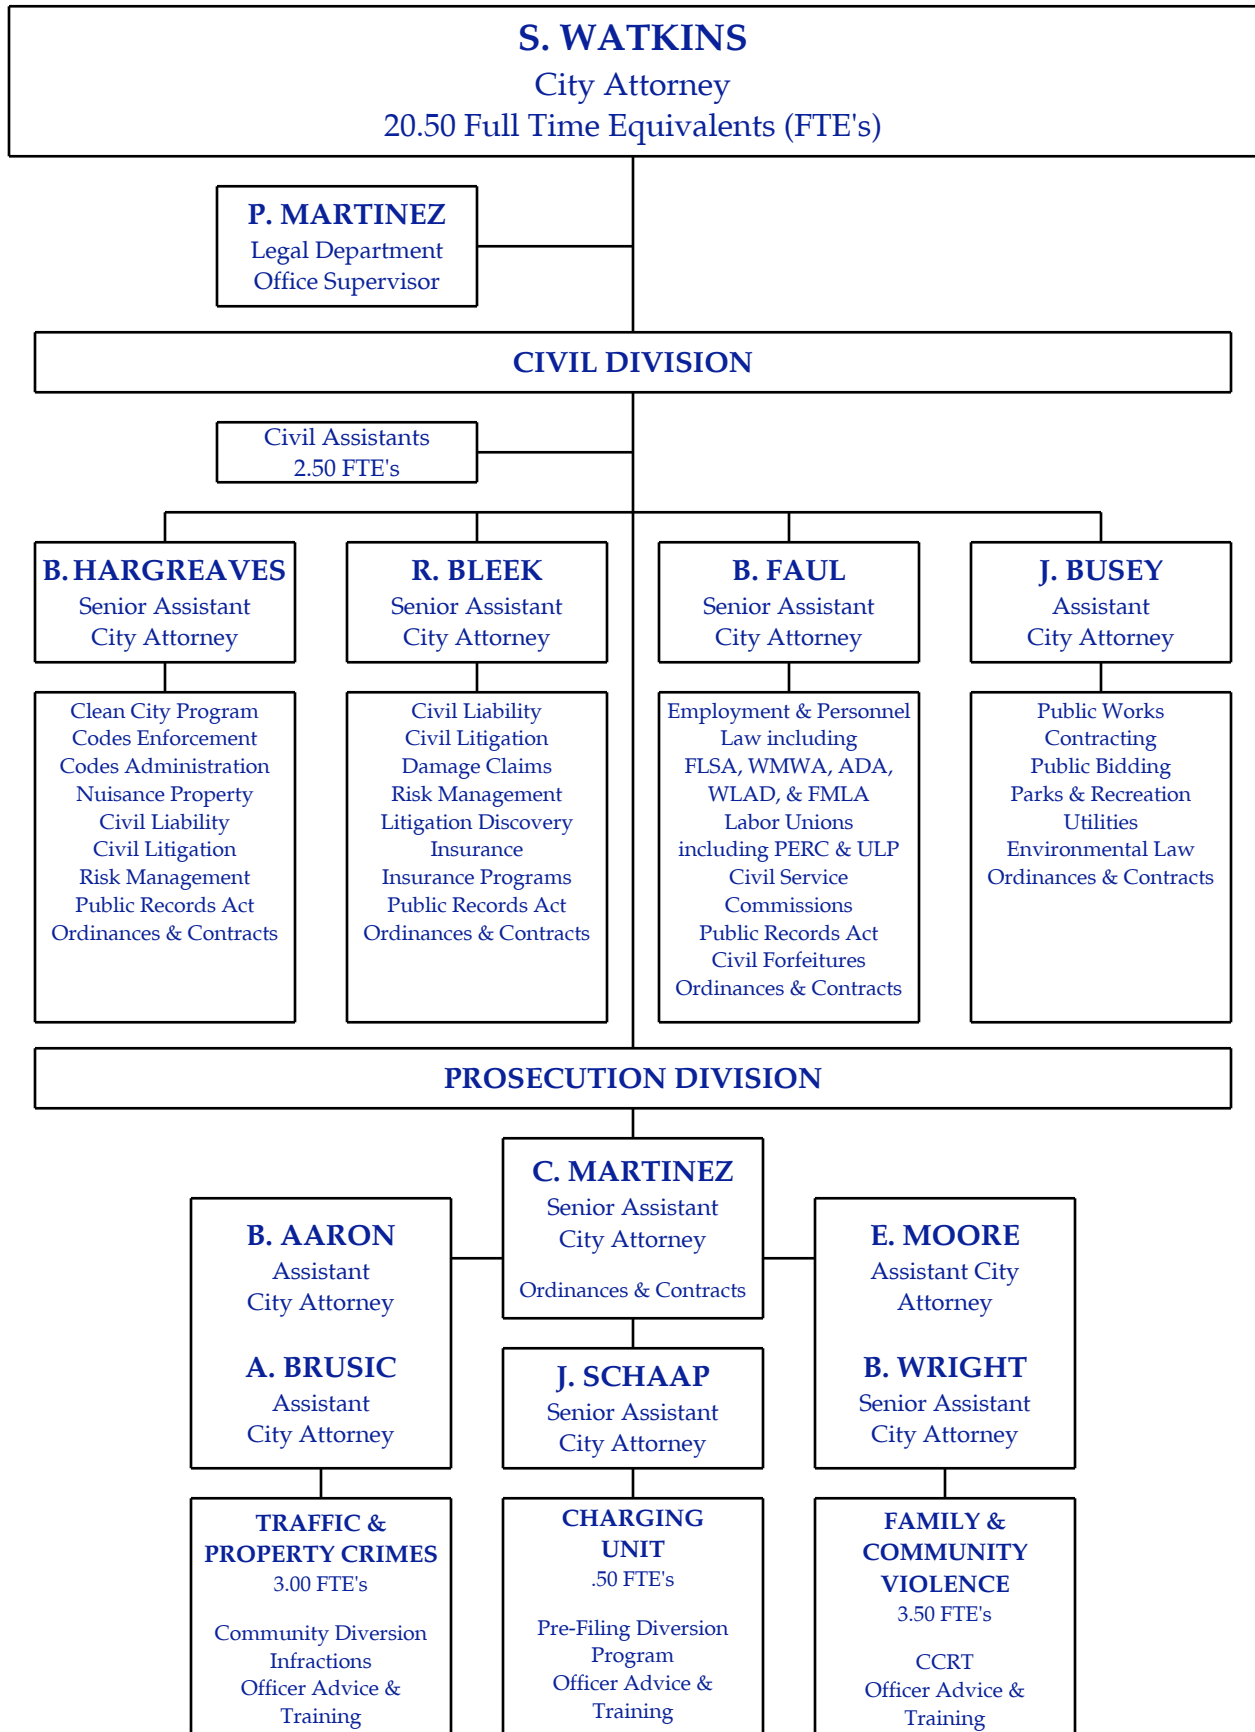 S. WATKINS
City Attorney
20.50 Full Time Equivalents (FTE's)
P. MARTINEZ
Legal Department
Office Supervisor
CIVIL DIVISION
Civil Assistants
2.50 FTE's
B. HARGREAVES
Senior Assistant
City Attorney
R. BLEEK
Senior Assistant
City Attorney
B. FAUL
Senior Assistant
City Attorney
J. BUSEY
Assistant
City Attorney
Clean City Program
Codes Enforcement
Codes Administration
Nuisance Property
Civil Liability
Civil Litigation
Risk Management
Public Records Act
Ordinances & Contracts
Civil Liability
Civil Litigation
Damage Claims
Risk Management
Litigation Discovery
Insurance
Insurance Programs
Public Records Act
Ordinances & Contracts
Employment & Personnel
Law including
FLSA, WMWA, ADA,
WLAD, & FMLA
Labor Unions
including PERC & ULP
Civil Service
Commissions
Public Records Act
Civil Forfeitures
Ordinances & Contracts
Public Works
Contracting
Public Bidding
Parks & Recreation
Utilities
Environmental Law
Ordinances & Contracts
PROSECUTION DIVISION
C. MARTINEZ
Senior Assistant
City Attorney
Ordinances & Contracts
B. AARON
Assistant
City Attorney
A. BRUSIC
Assistant
City Attorney
J. SCHAAP
Senior Assistant
City Attorney
E. MOORE
Assistant City
Attorney
B. WRIGHT
Senior Assistant
City Attorney
TRAFFIC &
PROPERTY CRIMES
3.00 FTE's
Community Diversion
Infractions
Officer Advice &
Training
CHARGING
UNIT
.50 FTE's
Pre-Filing Diversion
Program
Officer Advice &
Training
FAMILY &
COMMUNITY
VIOLENCE
3.50 FTE's
CCRT
Officer Advice &
Training